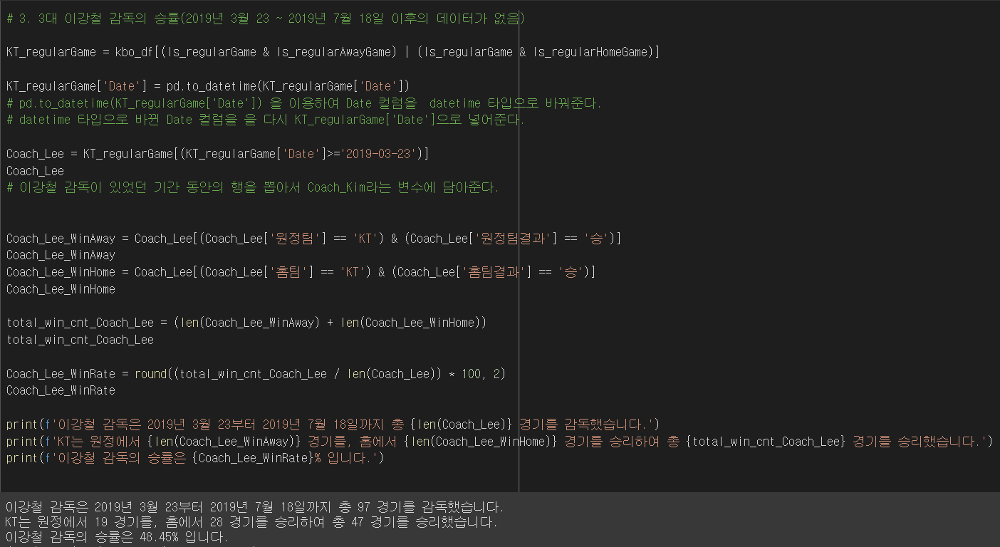 # 3. 3대 이강철 감독의 승률(2019년 3월 23 ~ 2019년 7월 18일 이후의 데이터가 없음)
KT_regularGame = kbo_df[(Is_regularGame & Is_regularAwayGame) | (Is_regularGame & Is_regularHomeGame)]
KT_regularGame['Date'] = pd.to_datetime(KT_regularGame['Date'])
# pd.to_datetime(KT_regularGame['Date']) 을 이용하여 Date 컬럼을  datetime 타입으로 바꿔준다.
# datetime 타입으로 바뀐 Date 컬럼을 을 다시 KT_regularGame['Date']으로 넣어준다.
Coach_Lee = KT_regularGame[(KT_regularGame['Date']>='2019-03-23')]
Coach_Lee
# 이강철 감독이 있었던 기간 동안의 행을 뽑아서 Coach_Kim라는 변수에 담아준다.
Coach_Lee_WinAway = Coach_Lee[(Coach_Lee['원정팀'] == 'KT') & (Coach_Lee['원정팀결과'] == '승')]
Coach_Lee_WinAway
Coach_Lee_WinHome = Coach_Lee[(Coach_Lee['홈팀'] == 'KT') & (Coach_Lee['홈팀결과'] == '승')]
Coach_Lee_WinHome
total_win_cnt_Coach_Lee = (len(Coach_Lee_WinAway) + len(Coach_Lee_WinHome))
total_win_cnt_Coach_Lee
Coach_Lee_WinRate = round((total_win_cnt_Coach_Lee / len(Coach_Lee)) * 100, 2)
Coach_Lee_WinRate
print(f'이강철 감독은 2019년 3월 23부터 2019년 7월 18일까지 총 {len(Coach_Lee)} 경기를 감독했습니다.')
print(f'KT는 원정에서 {len(Coach_Lee_WinAway)} 경기를, 홈에서 {len(Coach_Lee_WinHome)} 경기를 승리하여 총 {total_win_cnt_Coach_Lee} 경기를 승리했습니다.')
print(f'이강철 감독의 승률은 {Coach_Lee_WinRate}% 입니다.')
이강철 감독은 2019년 3월 23부터 2019년 7월 18일까지 총 97 경기를 감독했습니다.
KT는 원정에서 19 경기를, 홈에서 28 경기를 승리하여 총 47 경기를 승리했습니다.
이강철 감독의 승률은 48.45% 입니다.